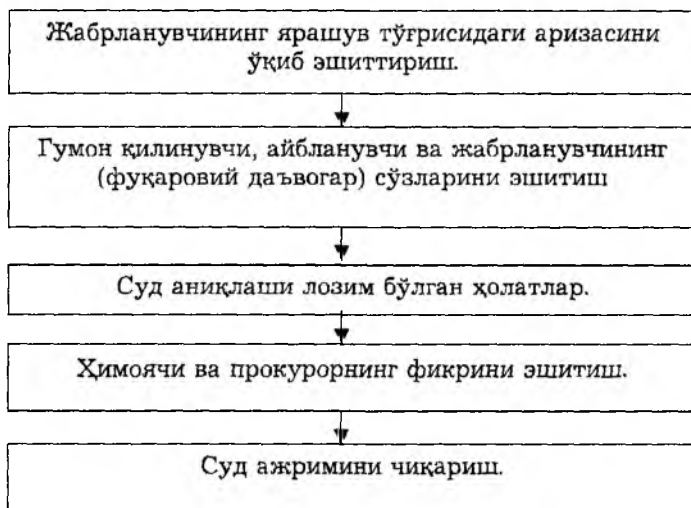 Жабрланувчининг ярашув тўғрисидаги аризасини
ўқиб эшиттириш.
Гумон қилинувчи, айбланувчи ва жабрланувчининг
(фуқаровий даъвогар) сўзларини эшитиш
Суд аниқлаши лозим бўлган ҳолатлар.
Ҳимоячи ва прокурорнинг фикрини эшитиш.
Суд ажримини чиқариш.